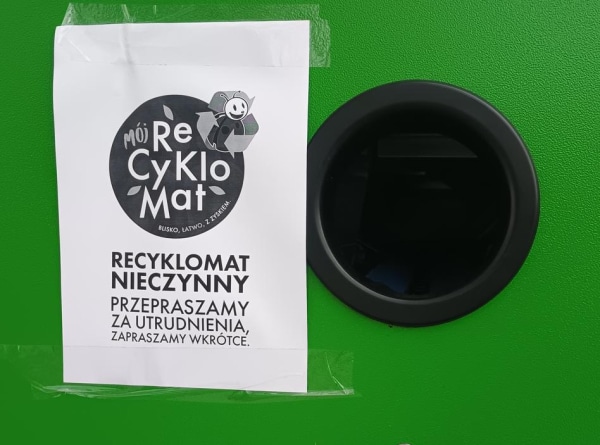 MÓJ Re
CyKlo
Mat
BLISKO, ŁATWO, Z ZYSKIEM.
RECYKLOMAT
NIECZYNNY
PRZEPRASZAMY
ZA UTRUDNIENIA,
ZAPRASZAMY WKRÓTCE.